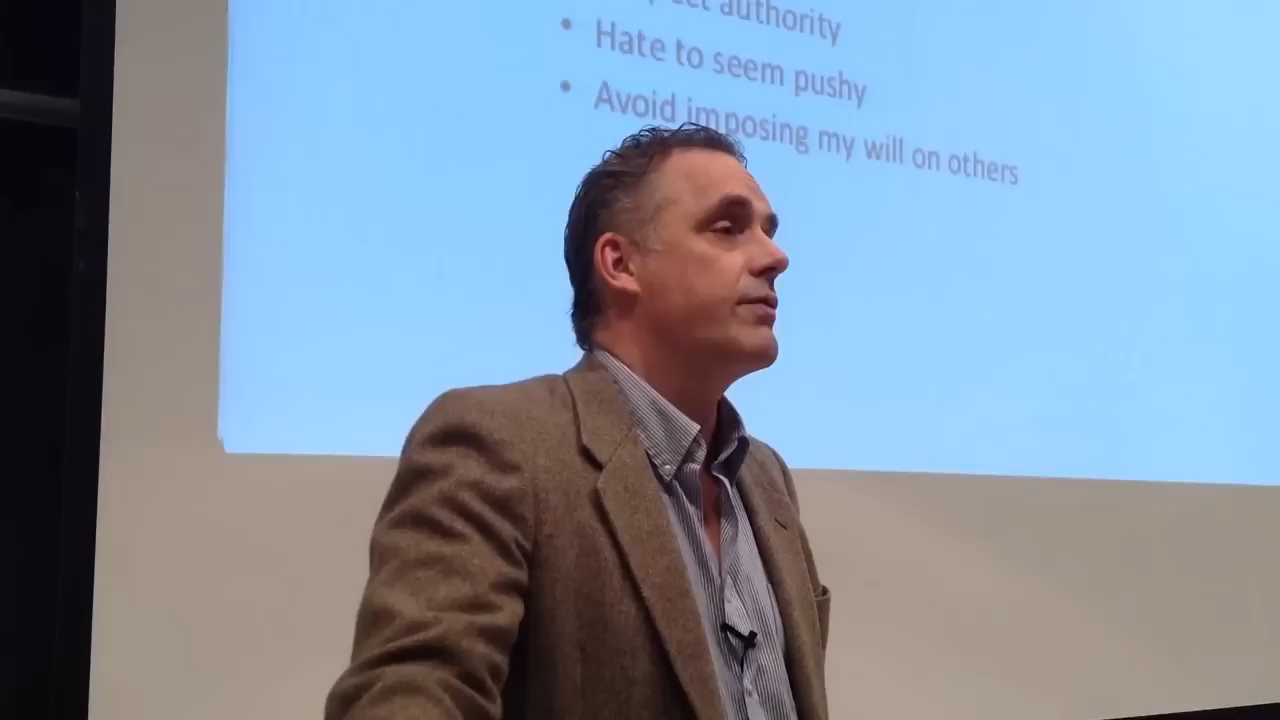 authority
• Hate to seem pushy
• Avoid imposing my will on others